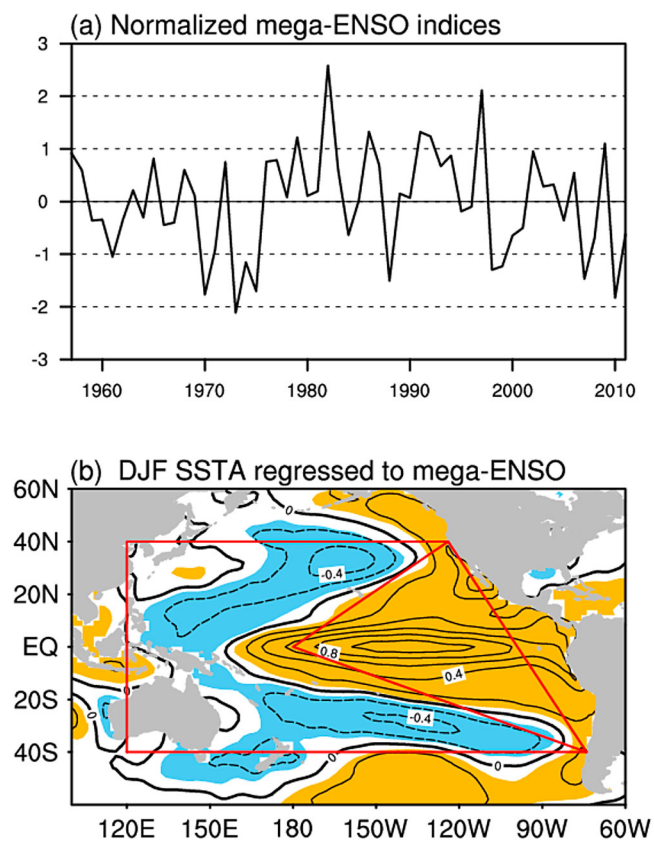 (a) Normalized mega-ENSO indices
3
2
1
0
-1
-2
-3
1960 1970 1980 1990 2000 2010
(b) DJF SSTA regressed to mega-ENSO
60N
0
40N
-0.4
20N
EQ
0.8
0.4
0
20S
0
-0.4
40S
0
0
120E 150E 180 150W 120W 90W 60W